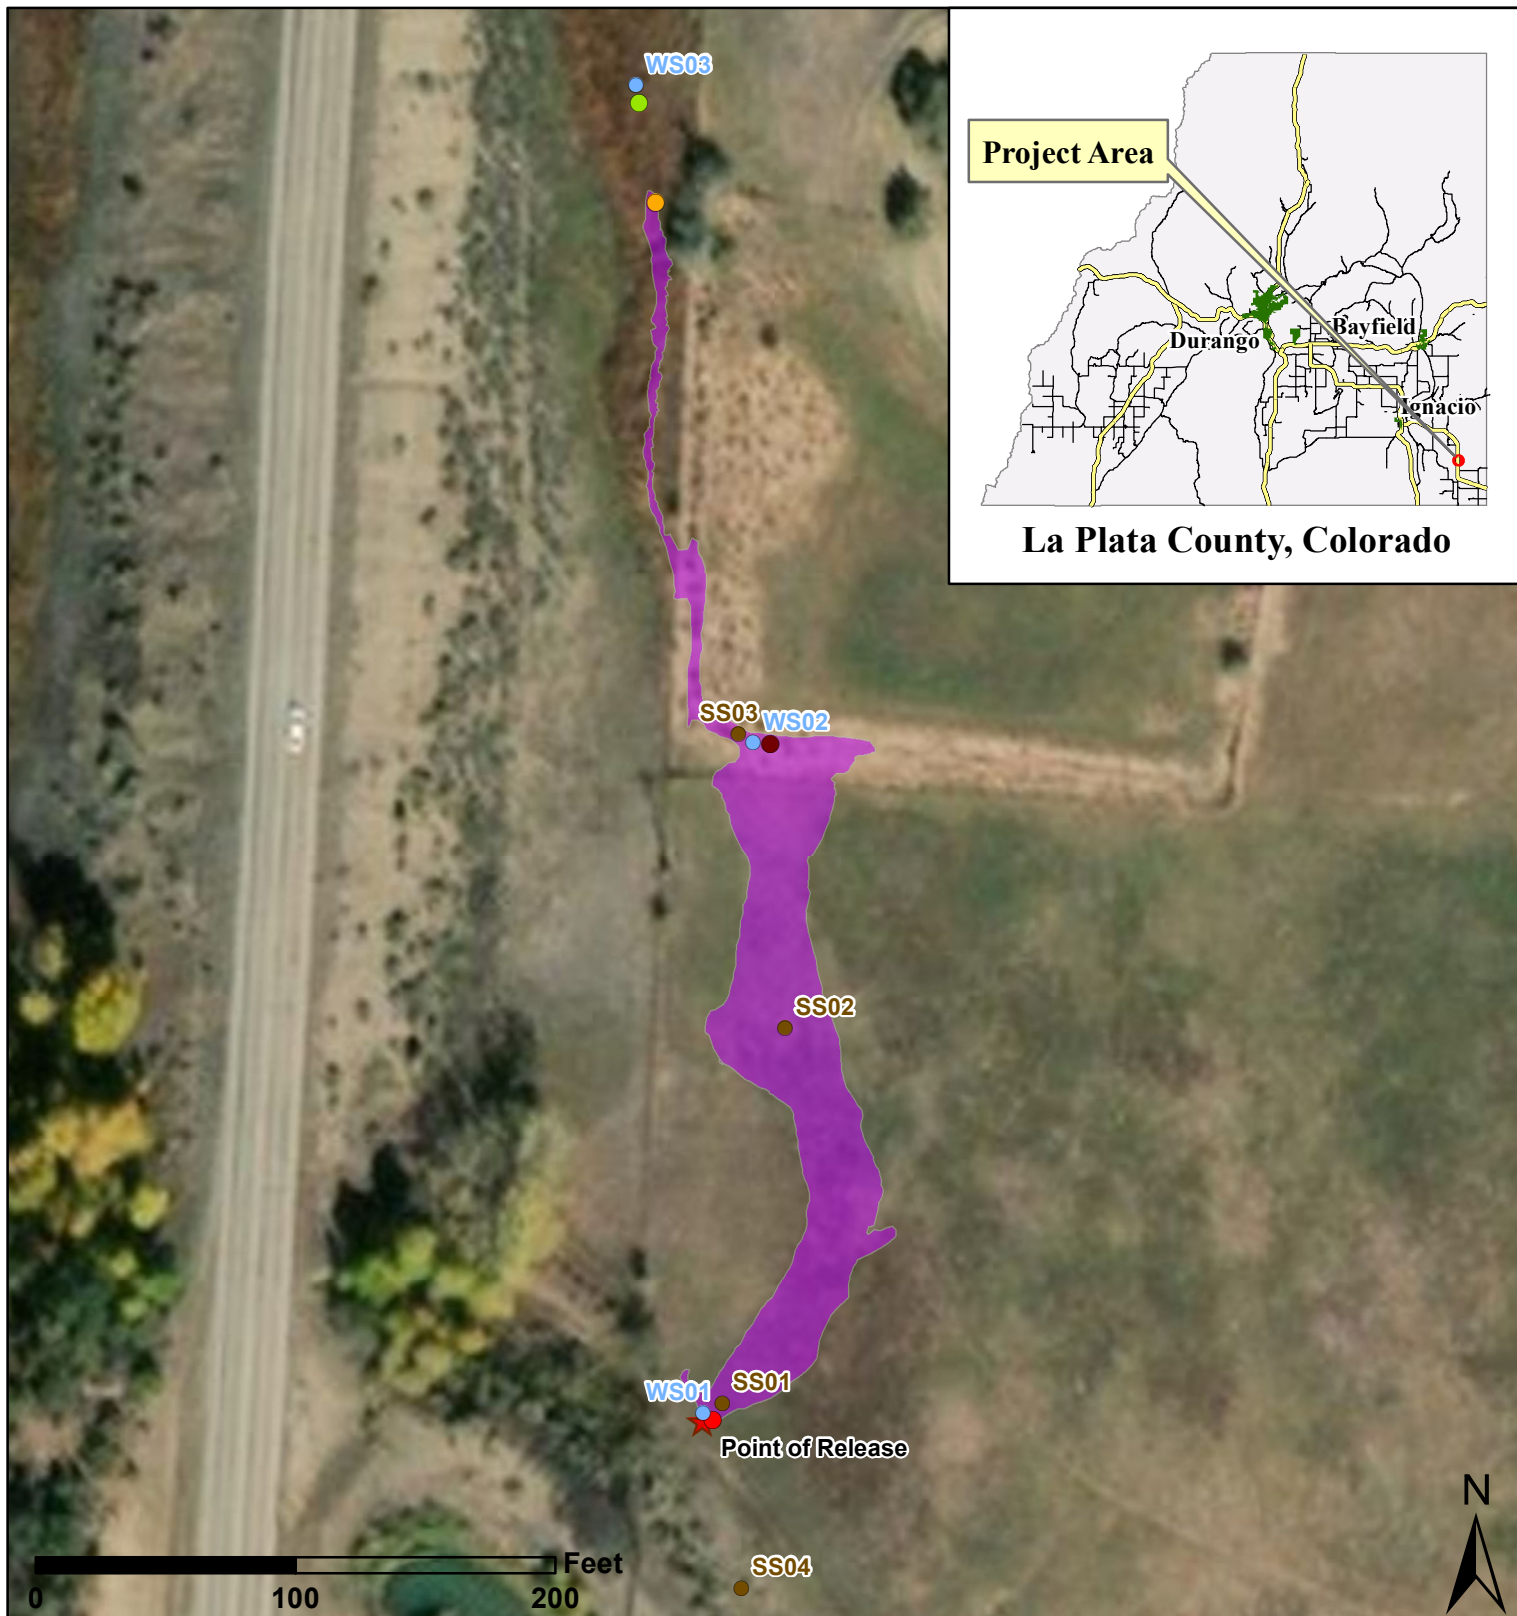 WS03
Project Area
Bayfield
Durango
Ignacio
La Plata County, Colorado
SS03
WS02
SS02
SS01
WS01
Point of Release
N
Feet
0 100 200
SS04